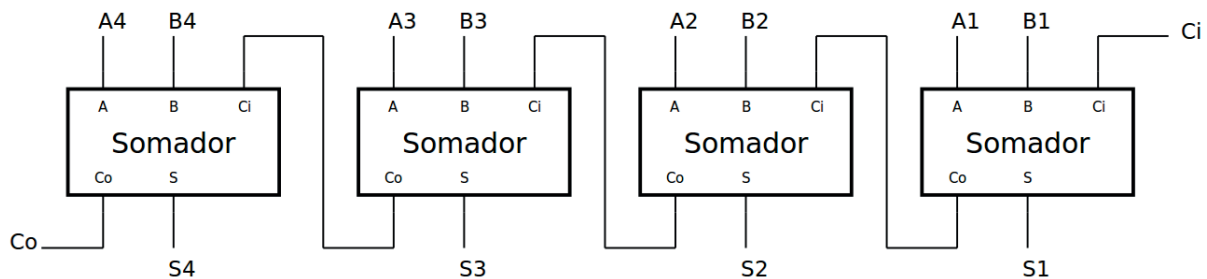 A4 B4 A3 B3 A2 B2 A1 B1 Ci
A B Ci A B Ci A B Ci A B Ci
Somador Somador Somador Somador
Co S Co S Co S Co S
Co
S4 S3 S2 S1